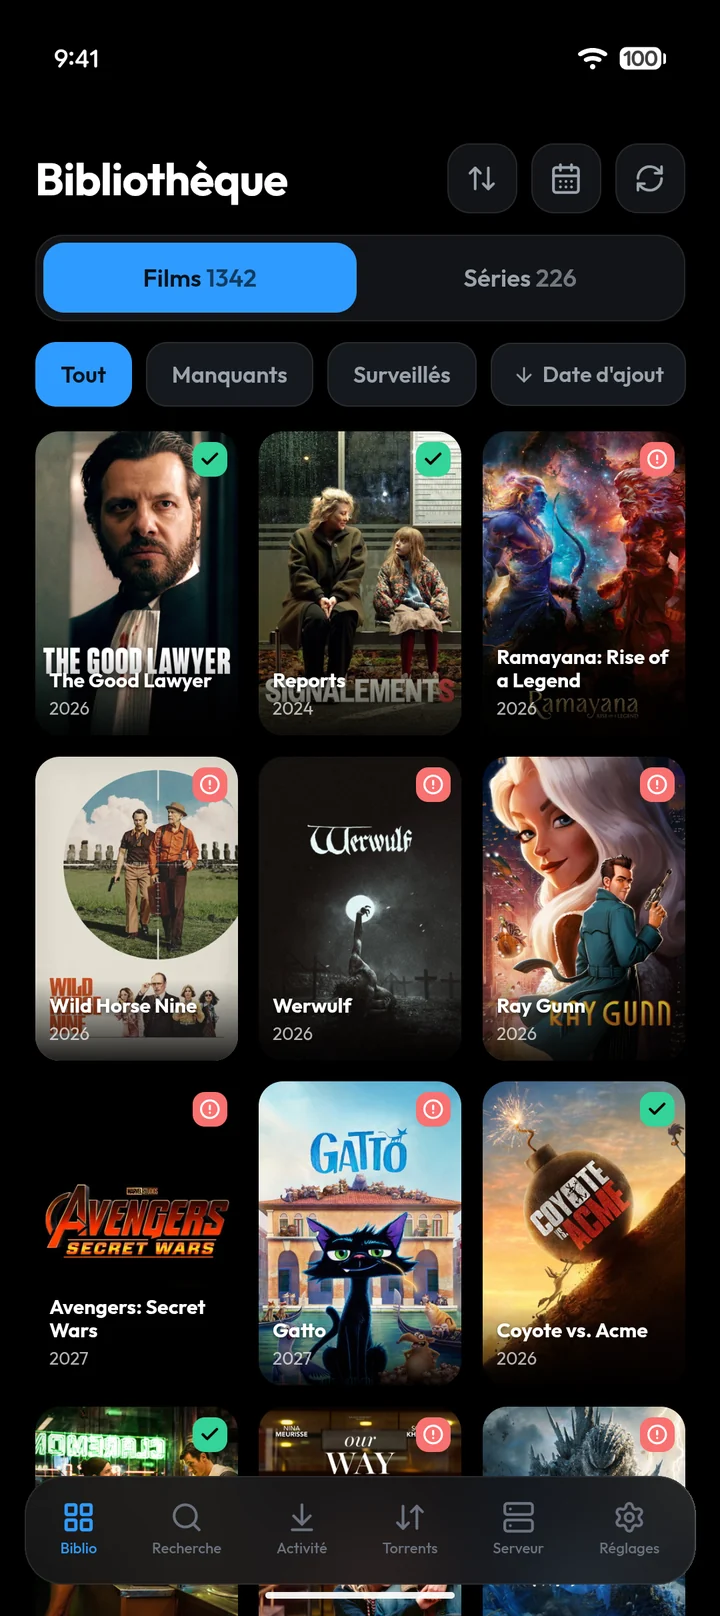 9:41
100
Bibliothèque
Films 1342
Séries 226
Tout
Manquants
Surveillés
Date d'ajout
THE GOOD LAWYER
The Good Lawyer
2026
SIGNALEMENTS
Reports
2024
Ramayana: Rise of
a Legend
2026
Ramayana
WILD
Wild Horse Nine
NINE
2026
Werwulf
Werwulf
2026
Ray Gunn
RAY GUNN
2026
MARVEL STUDIOS
AVENGERS
SECRET WARS
Avengers: Secret
Wars
2027
GATTO
Gatto
2027
COYOTE
VS.
ACME
Coyote vs. Acme
2026
NINA
MEURISSE
our
WAY
Biblio
Recherche
Activité
Torrents
Serveur
Réglages